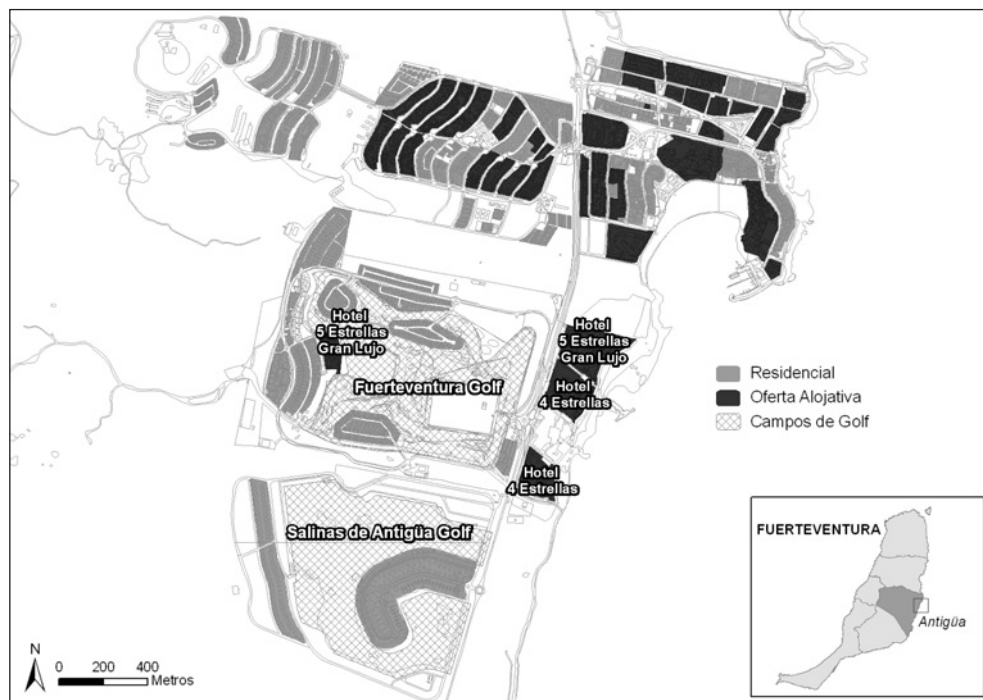 Hotel
5 Estrellas
Gran Lujo
Hotel
5 Estrellas
Gran Lujo
Fuerteventura Golf
Hotel
4 Estrellas
Hotel
4 Estrellas
Salinas de Antigüa Golf
Residencial
Oferta Alojativa
Campos de Golf
FUERTEVENTURA
Antigüa
N
0 200 400
Metros